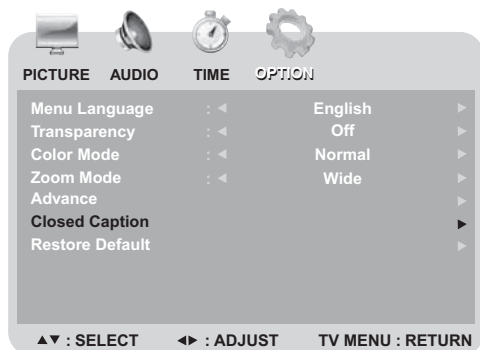 PICTURE AUDIO TIME OPTION
Menu Language : ◀ English ▶
Transparency : ◀ Off ▶
Color Mode : ◀ Normal ▶
Zoom Mode : ◀ Wide ▶
Advance ▶
Closed Caption ▶
Restore Default ▶
▲▼ : SELECT ◀▶ : ADJUST TV MENU : RETURN